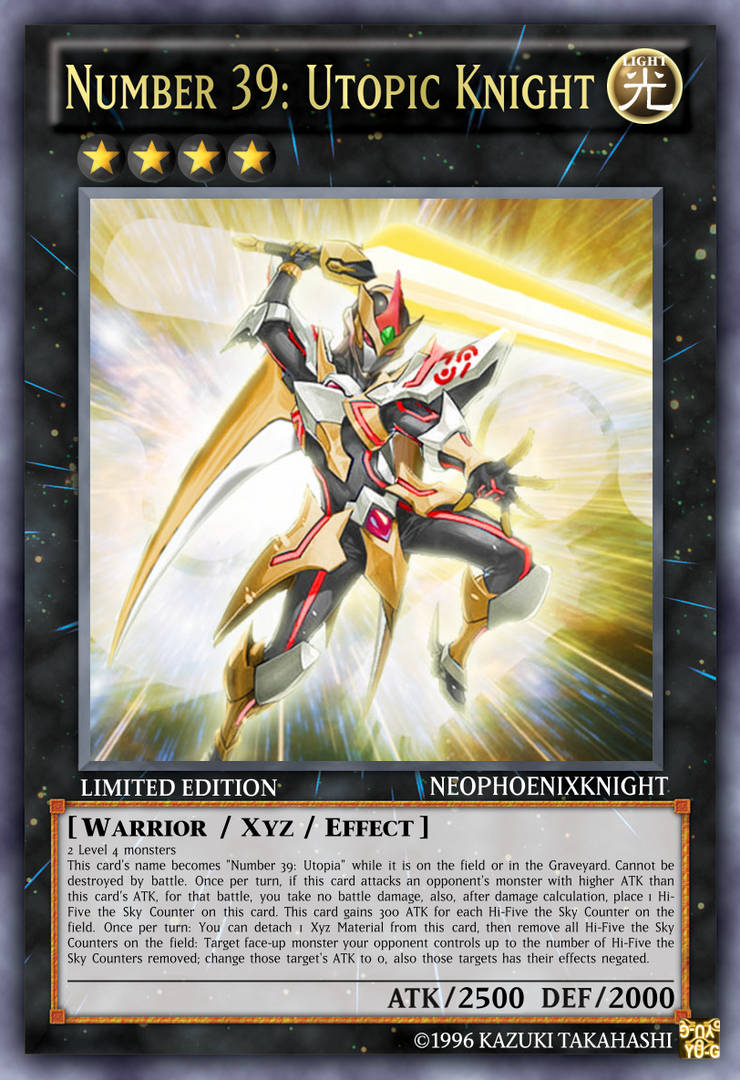 NUMBER 39: UTOPIC KNIGHT
LIGHT
光
39
LIMITED EDITION
NEOPHOENIXKNIGHT
[ WARRIOR / XYZ / EFFECT ]
2 Level 4 monsters
This card's name becomes "Number 39: Utopia" while it is on the field or in the Graveyard. Cannot be
destroyed by battle. Once per turn, if this card attacks an opponent's monster with higher ATK than
this card's ATK, for that battle, you take no battle damage, also, after damage calculation, place 1 Hi-
Five the Sky Counter on this card. This card gains 300 ATK for each Hi-Five the Sky Counter on the
field. Once per turn: You can detach 1 Xyz Material from this card, then remove all Hi-Five the Sky
Counters on the field: Target face-up monster your opponent controls up to the number of Hi-Five the
Sky Counters removed; change those target's ATK to 0, also those targets has their effects negated.
ATK/2500 DEF/2000
©1996 KAZUKI TAKAHASHI